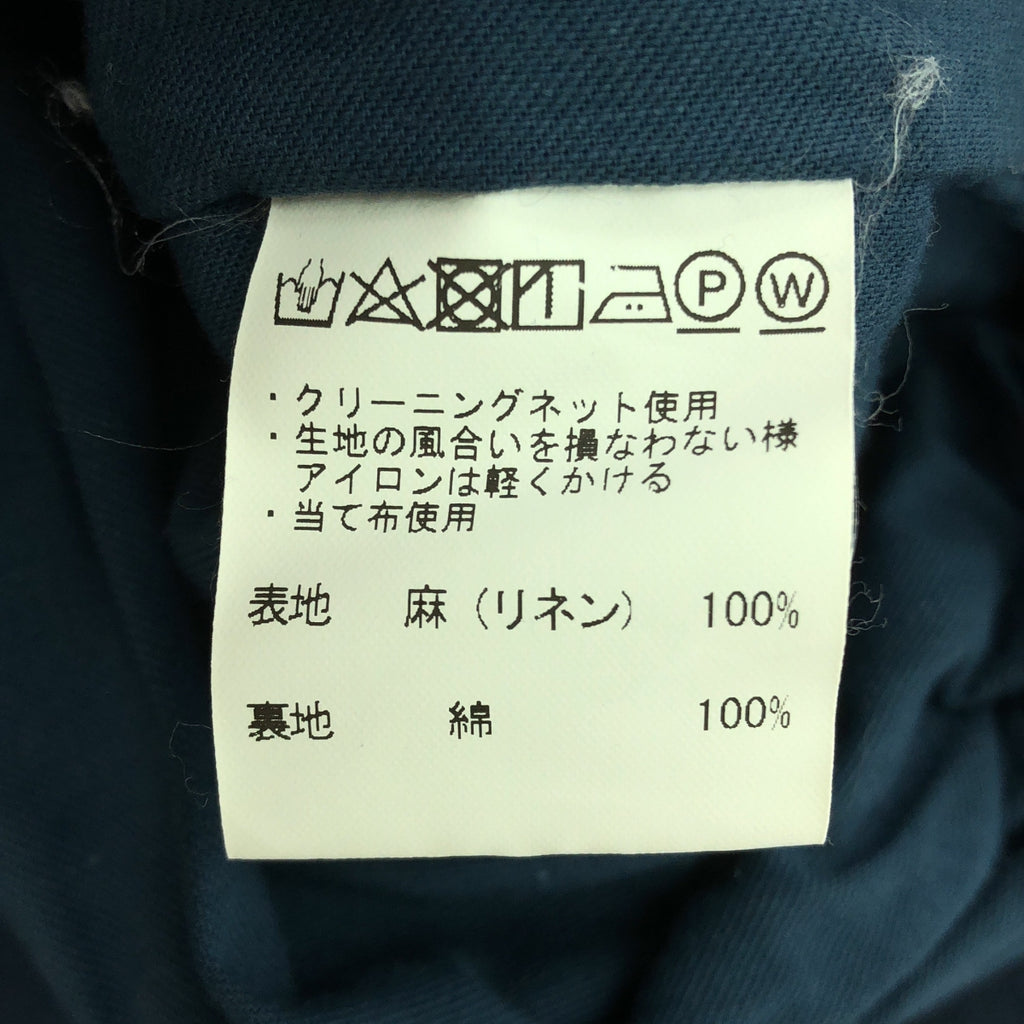 P W
・クリーニングネット使用
・生地の風合いを損なわない様
アイロンは軽くかける
・当て布使用
表地 麻（リネン） 100%
裏地 綿 100%